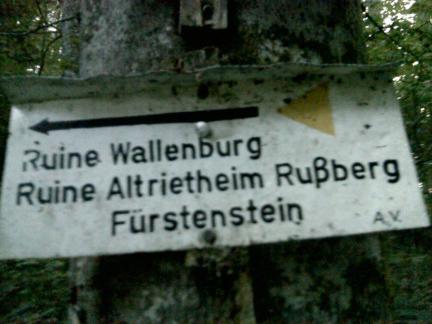 Ruine Wallenburg
Ruine Altrietheim Rußberg
Fürstenstein
A.V.